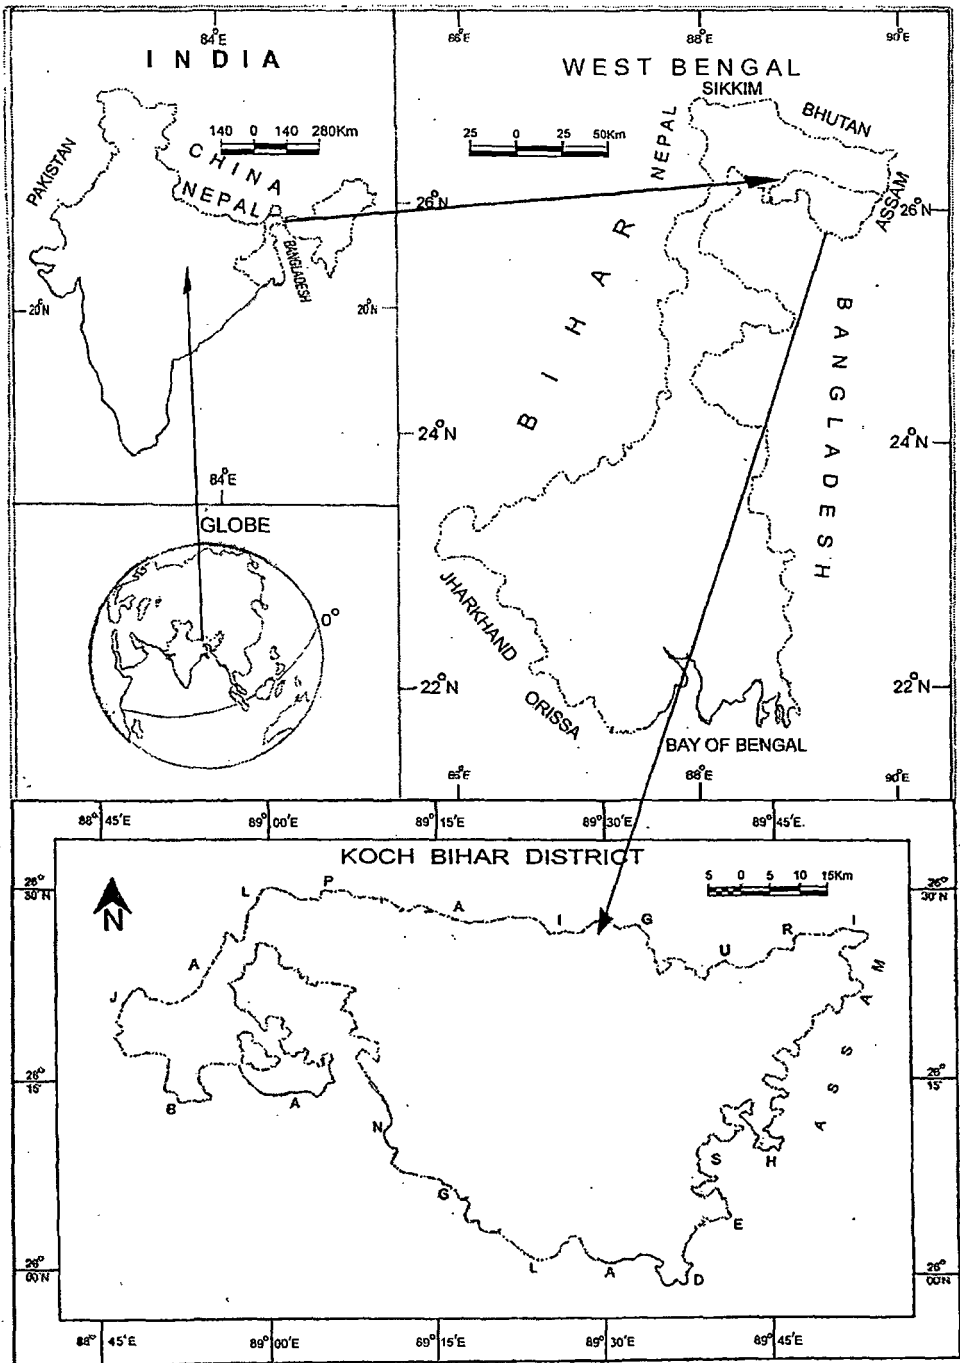 84°E
INDIA
140 0 140 280Km
PAKISTAN
CHINA
NEPAL
BANGLADESH
20°N
20°N
84°E
GLOBE
0°
88°E
90°E
WEST BENGAL
SIKKIM
BHUTAN
25 0 25 50Km
NEPAL
ASSAM
26°N
26°N
BIHAR
BANGLADESH
24°N
24°N
JHARKHAND
ORISSA
22°N
22°N
BAY OF BENGAL
88°E
90°E
88°45'E 89°00'E 89°15'E 89°30'E 89°45'E.
KOCH BIHAR DISTRICT
5 0 5 10 15Km
N
26°30'N
26°30'N
JALPAIGURI
ASSAM
26°15'N
26°15'N
BANGLADESH
26°00'N
26°00'N
88°45'E 89°00'E 89°15'E 89°30'E 89°45'E